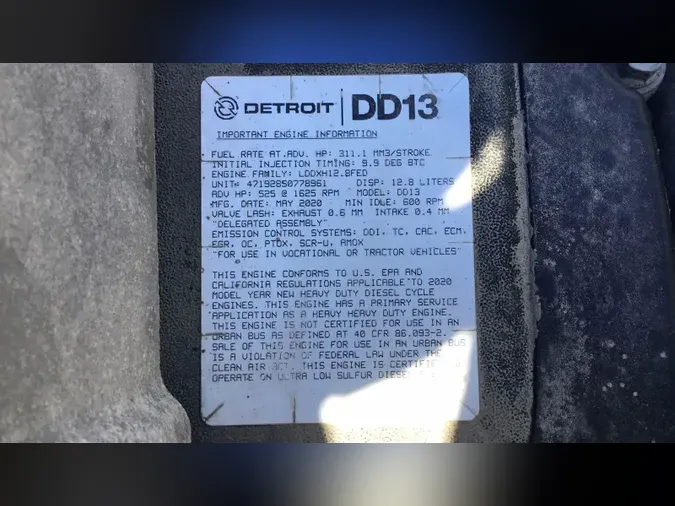 DETROIT DD13
IMPORTANT ENGINE INFORMATION
FUEL RATE AT ADV. HP: 311.1 MM3/STROKE
INITIAL INJECTION TIMING: 9.9 DEG BTC
ENGINE FAMILY: LDDXH12.8FED
UNIT: 471928S0778961 DISP: 12.8 LITERS
ADV HP: 525 @ 1625 RPM MODEL: DD13
MFG. DATE: MAY 2020 MIN IDLE: 600 RPM
VALVE LASH: EXHAUST 0.6 MM INTAKE 0.4 MM
"DELEGATED ASSEMBLY"
EMISSION CONTROL SYSTEMS: DDI, TC, CAC, ECM,
EGR, OC, PTOX, SCR-U, AMOX
"FOR USE IN VOCATIONAL OR TRACTOR VEHICLES"
THIS ENGINE CONFORMS TO U.S. EPA AND
CALIFORNIA REGULATIONS APPLICABLE TO 2020
MODEL YEAR NEW HEAVY DUTY DIESEL CYCLE
ENGINES. THIS ENGINE HAS A PRIMARY SERVICE
APPLICATION AS A HEAVY HEAVY DUTY ENGINE.
THIS ENGINE IS NOT CERTIFIED FOR USE IN AN
URBAN BUS AS DEFINED AT 40 CFR 86.093-2.
SALE OF THIS ENGINE FOR USE IN AN URBAN BUS
IS A VIOLATION OF FEDERAL LAW UNDER THE
CLEAN AIR ACT. THIS ENGINE IS CERTIFIED
OPERATE ON ULTRA LOW SULFUR DIESEL